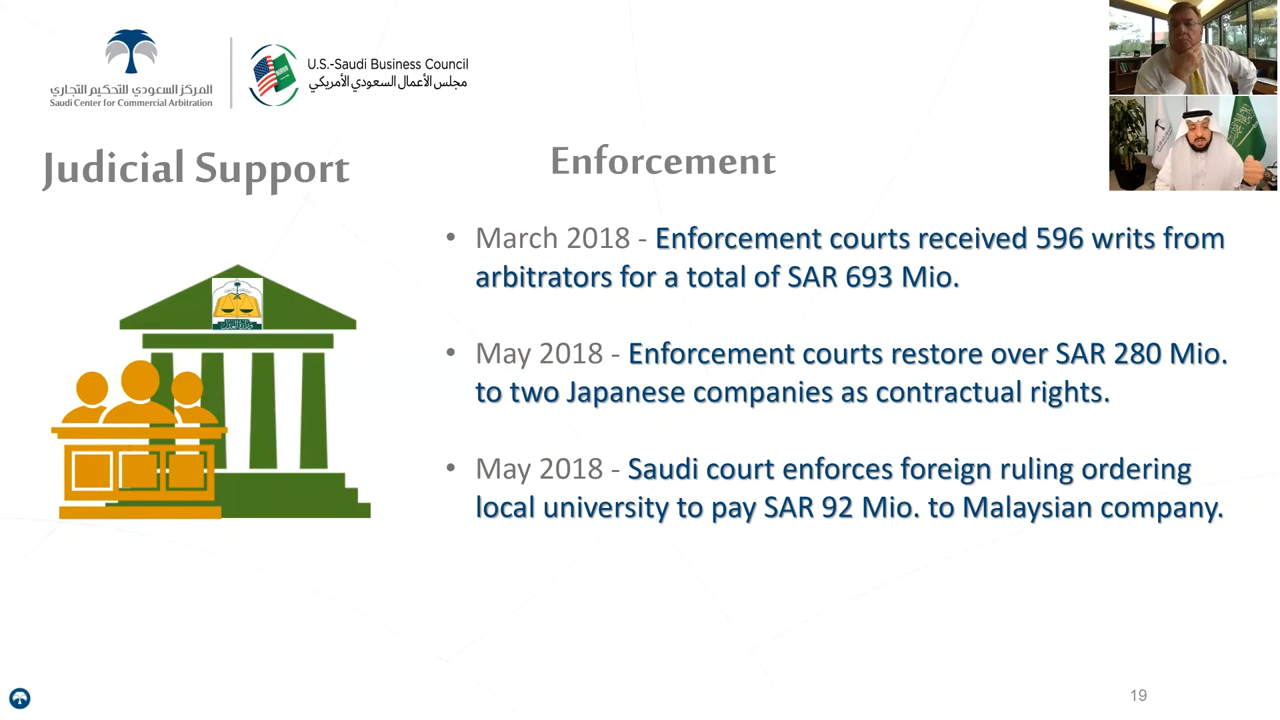 المركز السعودي للتحكيم التجاري
Saudi Center for Commercial Arbitration
U.S.-Saudi Business Council
مجلس الأعمال السعودي الأمريكي
Judicial Support
Enforcement
• March 2018 - Enforcement courts received 596 writs from
arbitrators for a total of SAR 693 Mio.
• May 2018 - Enforcement courts restore over SAR 280 Mio.
to two Japanese companies as contractual rights.
• May 2018 - Saudi court enforces foreign ruling ordering
local university to pay SAR 92 Mio. to Malaysian company.
19